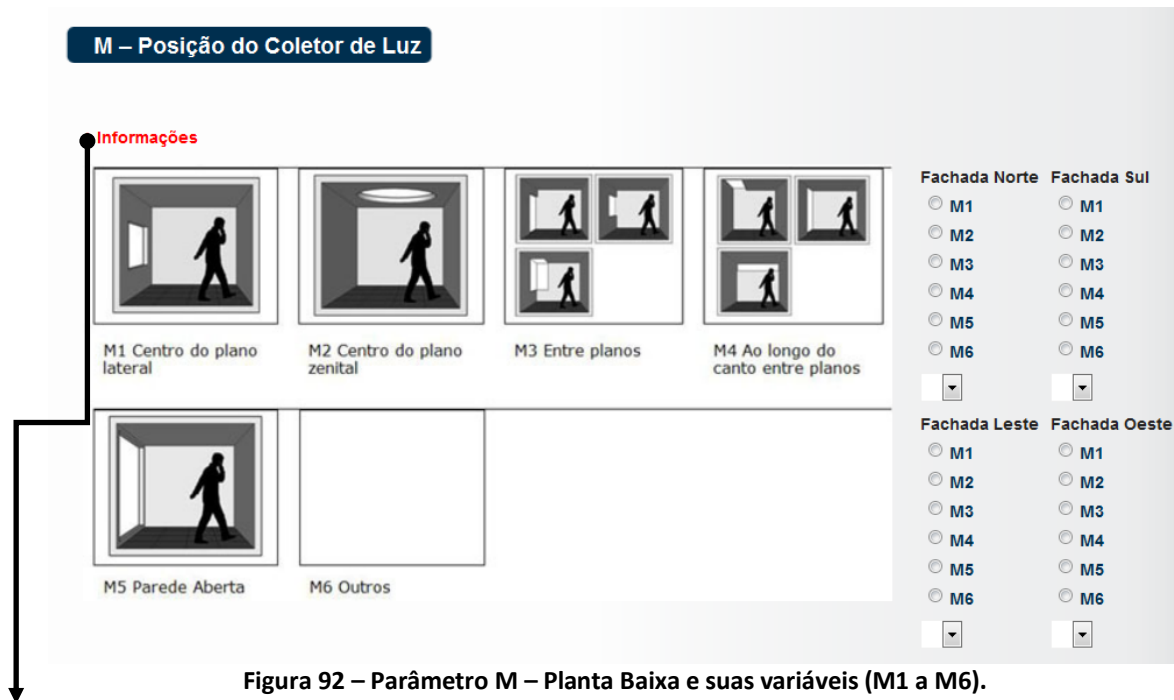 M – Posição do Coletor de Luz
Informações
M1 Centro do plano
lateral
M2 Centro do plano
zenital
M3 Entre planos
M4 Ao longo do
canto entre planos
M5 Parede Aberta
M6 Outros
Fachada Norte
M1
M2
M3
M4
M5
M6
Fachada Sul
M1
M2
M3
M4
M5
M6
Fachada Leste
M1
M2
M3
M4
M5
M6
Fachada Oeste
M1
M2
M3
M4
M5
M6
Figura 92 – Parâmetro M – Planta Baixa e suas variáveis (M1 a M6).